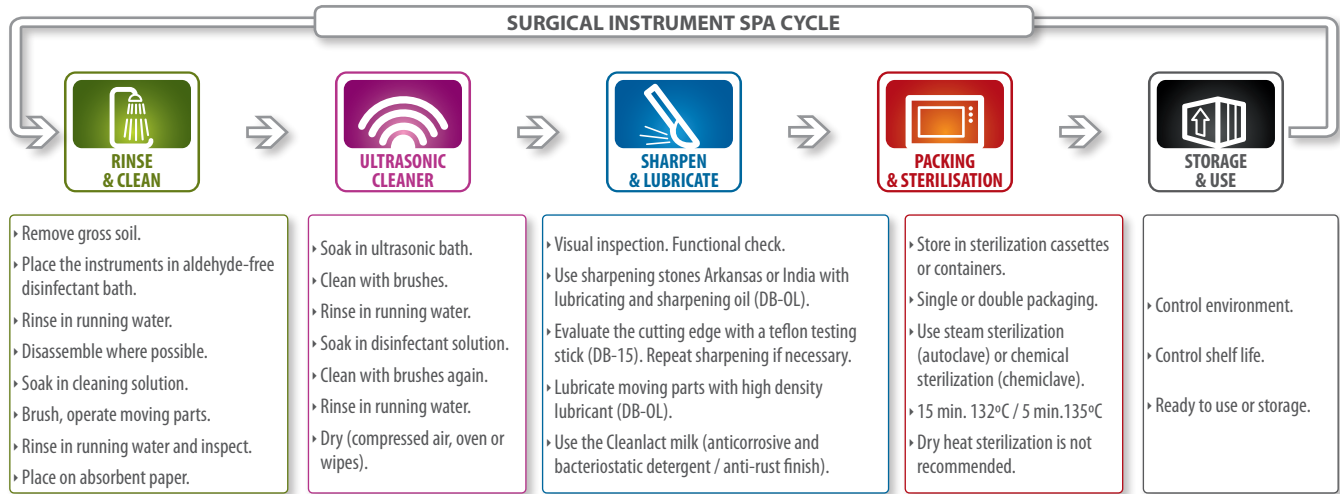 SURGICAL INSTRUMENT SPA CYCLE
RINSE
& CLEAN
ULTRASONIC
CLEANER
SHARPEN
& LUBRICATE
PACKING
& STERILISATION
STORAGE
& USE
‣ Remove gross soil.
‣ Place the instruments in aldehyde-free
disinfectant bath.
‣ Rinse in running water.
‣ Disassemble where possible.
‣ Soak in cleaning solution.
‣ Brush, operate moving parts.
‣ Rinse in running water and inspect.
‣ Place on absorbent paper.
‣ Soak in ultrasonic bath.
‣ Clean with brushes.
‣ Rinse in running water.
‣ Soak in disinfectant solution.
‣ Clean with brushes again.
‣ Rinse in running water.
‣ Dry (compressed air, oven or
wipes).
‣ Visual inspection. Functional check.
‣ Use sharpening stones Arkansas or India with
lubricating and sharpening oil (DB-OL).
‣ Evaluate the cutting edge with a teflon testing
stick (DB-15). Repeat sharpening if necessary.
‣ Lubricate moving parts with high density
lubricant (DB-OL).
‣ Use the Cleanlact milk (anticorrosive and
bacteriostatic detergent / anti-rust finish).
‣ Store in sterilization cassettes
or containers.
‣ Single or double packaging.
‣ Use steam sterilization
(autoclave) or chemical
sterilization (chemiclave).
‣ 15 min. 132ºC / 5 min.135ºC
‣ Dry heat sterilization is not
recommended.
‣ Control environment.
‣ Control shelf life.
‣ Ready to use or storage.